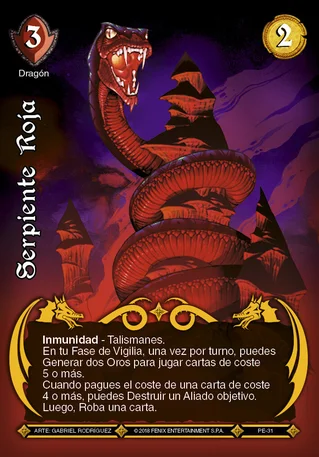 3
2
Dragón
Serpiente Roja
Inmunidad - Talismanes.
En tu Fase de Vigilia, una vez por turno, puedes
Generar dos Oros para jugar cartas de coste
5 o más.
Cuando pagues el coste de una carta de coste
4 o más, puedes Destruir un Aliado objetivo.
Luego, Roba una carta.
ARTE: GABRIEL RODRIGUEZ
©2018 FENIX ENTERTAINMENT S.P.A.
PE-31